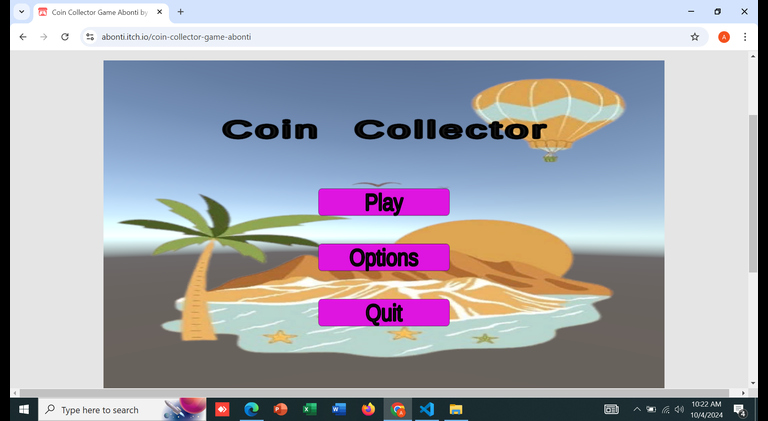 Coin Collector Game Abonti by
abonti.itch.io/coin-collector-game-abonti
A
Coin Collector
Play
Options
Quit
Type here to search
10:22 AM
10/4/2024
4